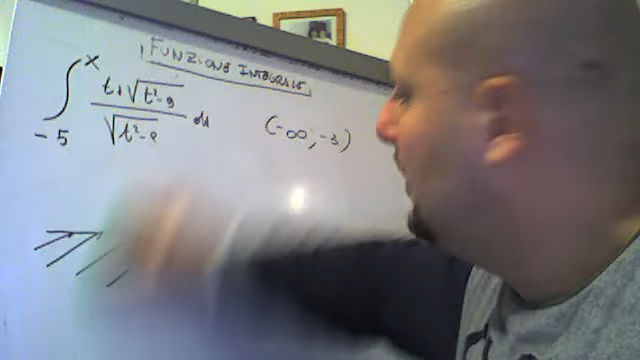 FUNZIONE INTEGRALE
∫ x -5 t+√t²-9 / √t²-9 dt
(-∞; -3)